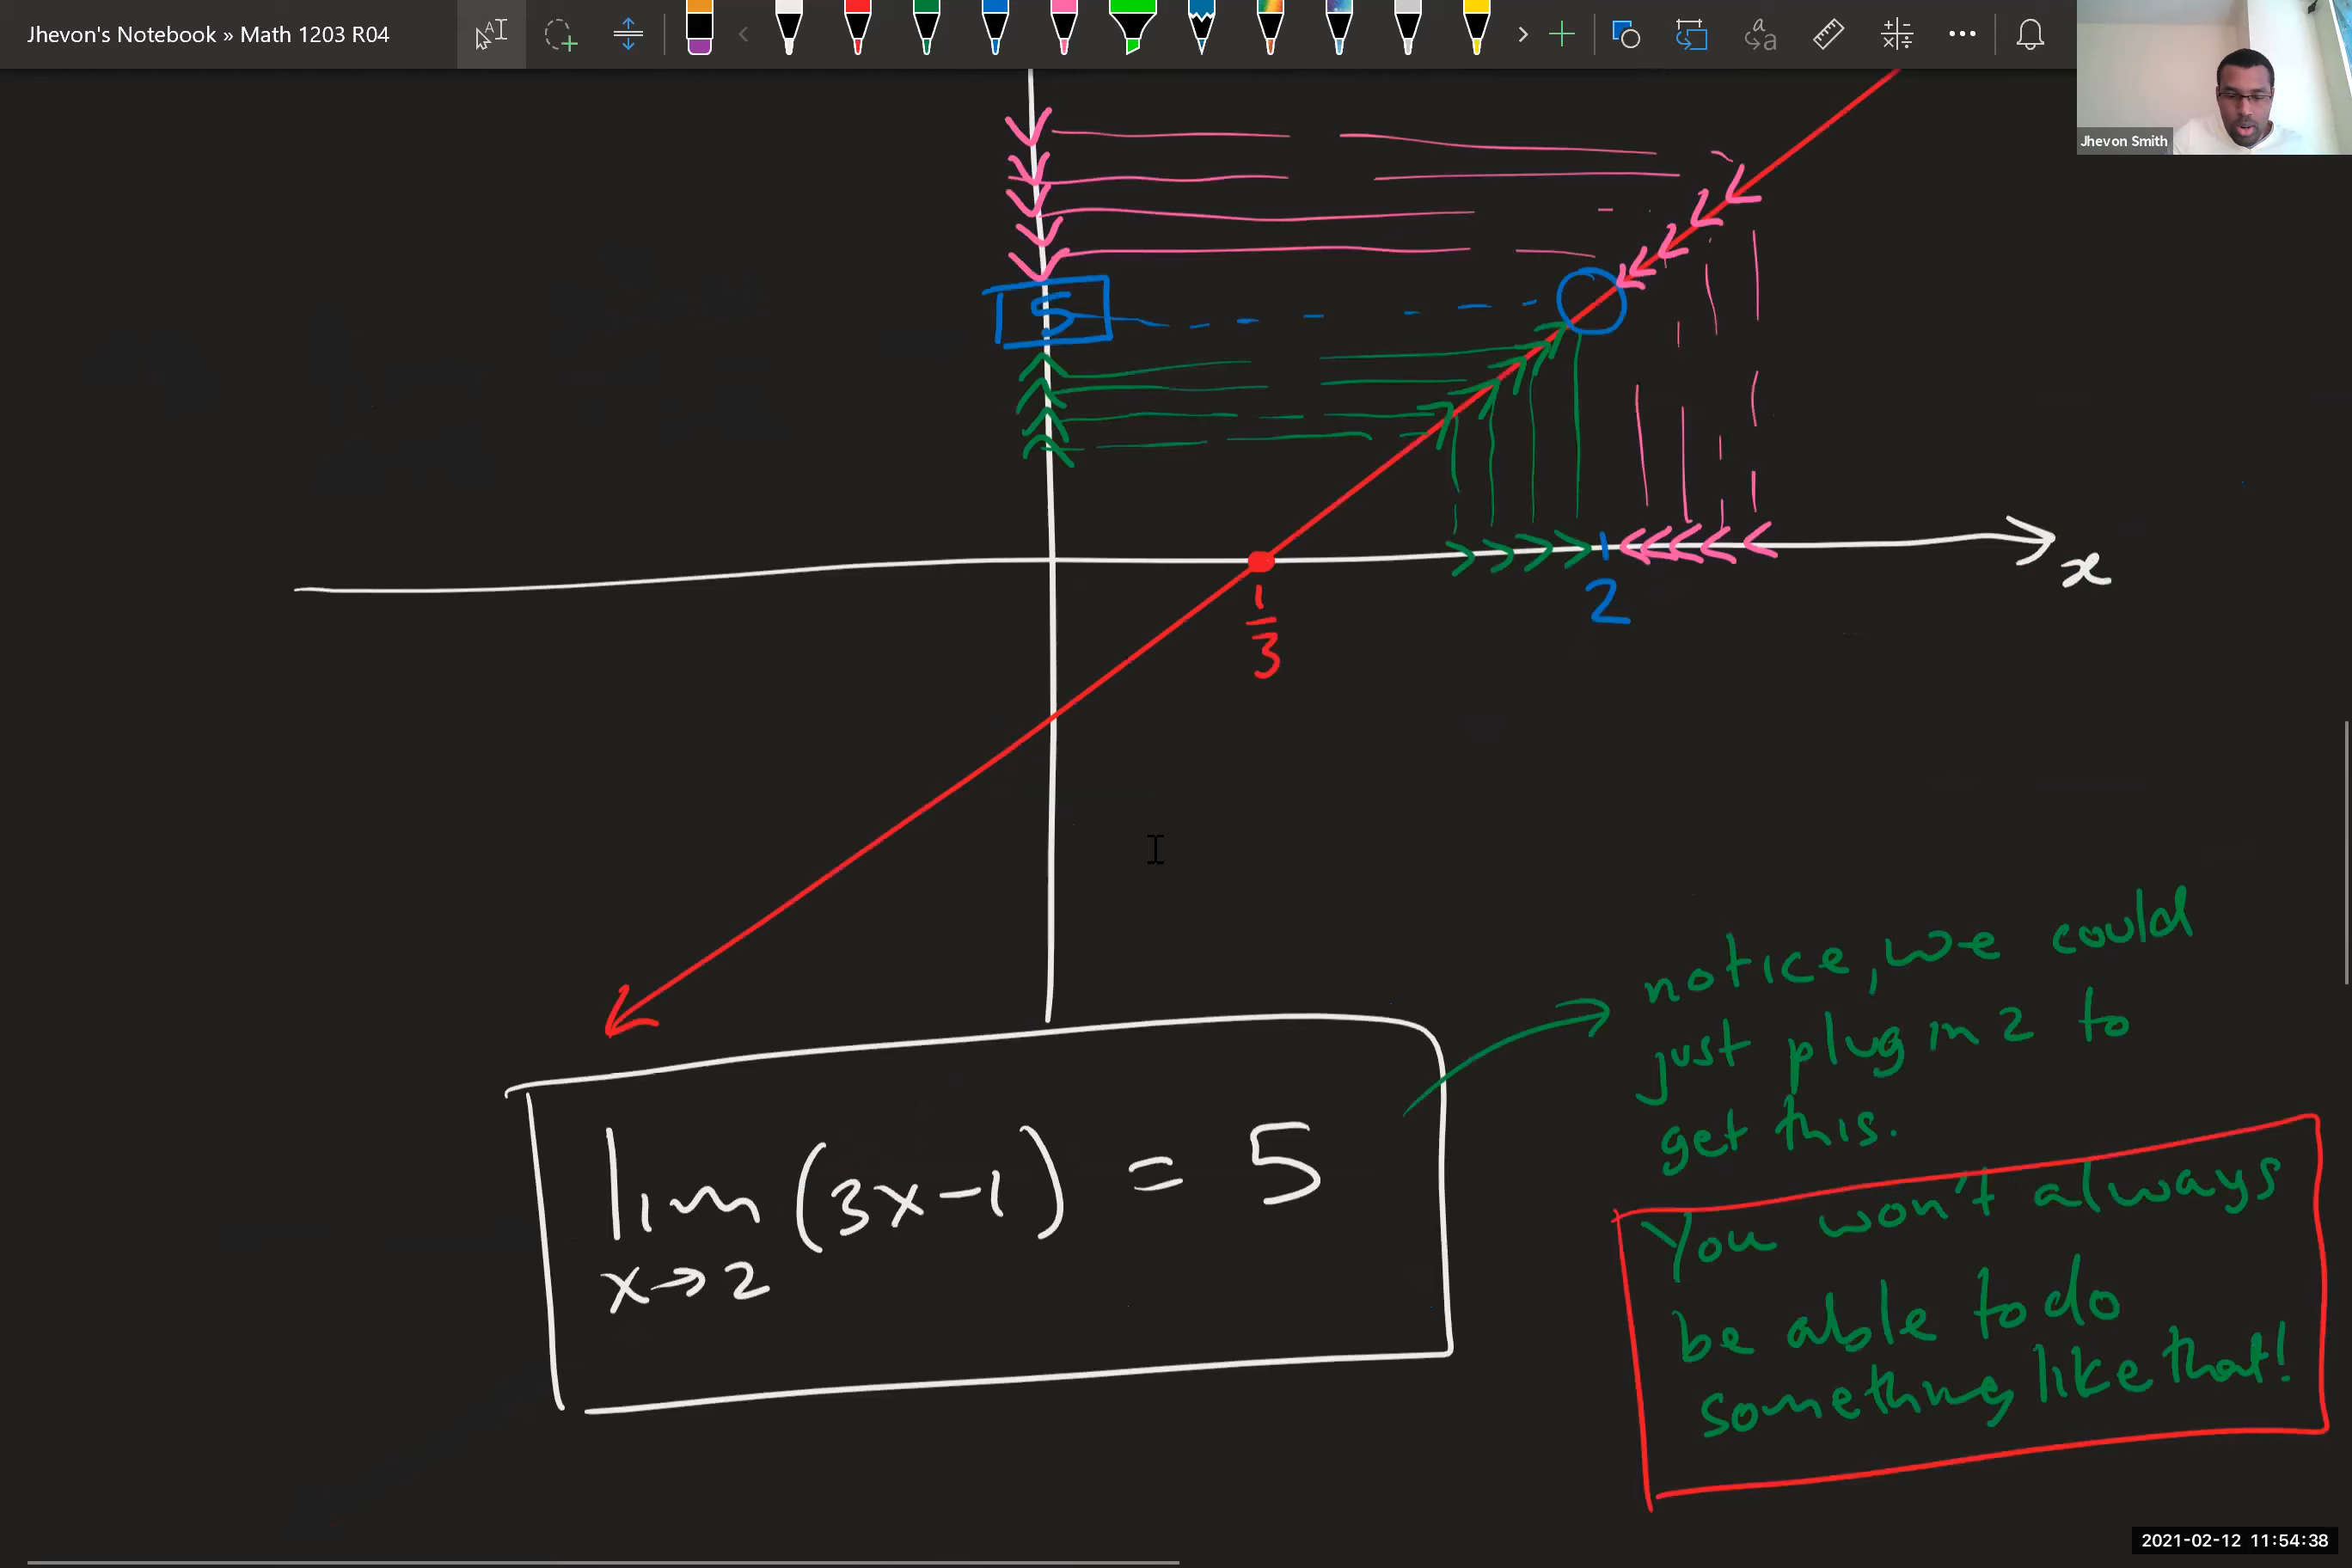 Jhevon's Notebook » Math 1203 R04
Jhevon Smith
5
x
1
3
2
notice, we could
just plug in 2 to
get this.
lim (3x-1) = 5
x→2
You won't always
be able to do
something like that!
2021-02-12 11:54:38